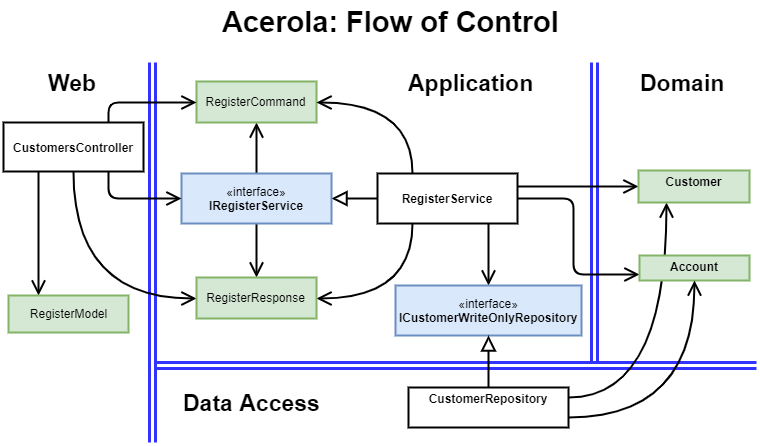 Acerola: Flow of Control
Web
Application
Domain
RegisterCommand
CustomersController
«interface»
IRegisterService
RegisterService
Customer
Account
RegisterResponse
RegisterModel
«interface»
ICustomerWriteOnlyRepository
Data Access
CustomerRepository